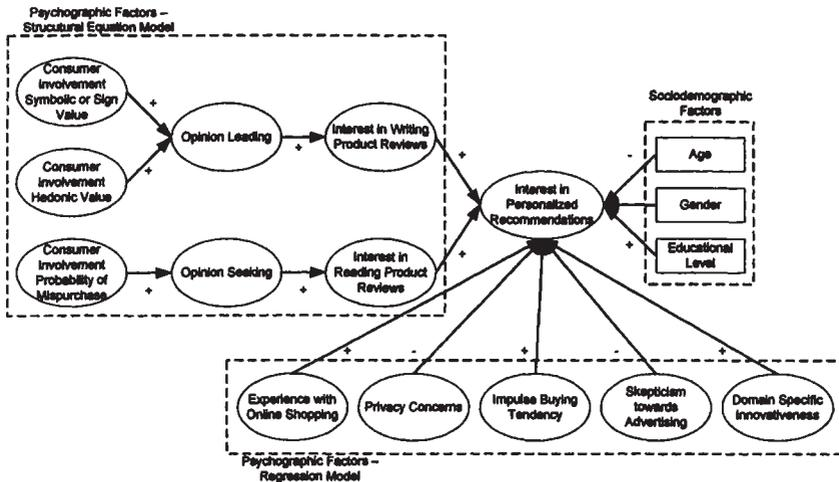 Psychographic Factors –
Strucutural Equation Model
Consumer
Involvement
Symbolic or Sign
Value
+
Opinion Leading
+
Interest in Writing
Product Reviews
+
Consumer
Involvement
Hedonic Value
+
Consumer
Involvement
Probability of
Mispurchase
+
Opinion Seeking
+
Interest in
Reading Product
Reviews
+
Interest in
Personalized
Recommendations
Sociodemographic
Factors
-
Age
Gender
+
Educational
Level
+
-
+
-
+
Experience with
Online Shopping
Privacy Concerns
Impulse Buying
Tendency
Skepticism
towards
Advertising
Domain Specific
Innovativeness
Psychographic Factors –
Regression Model